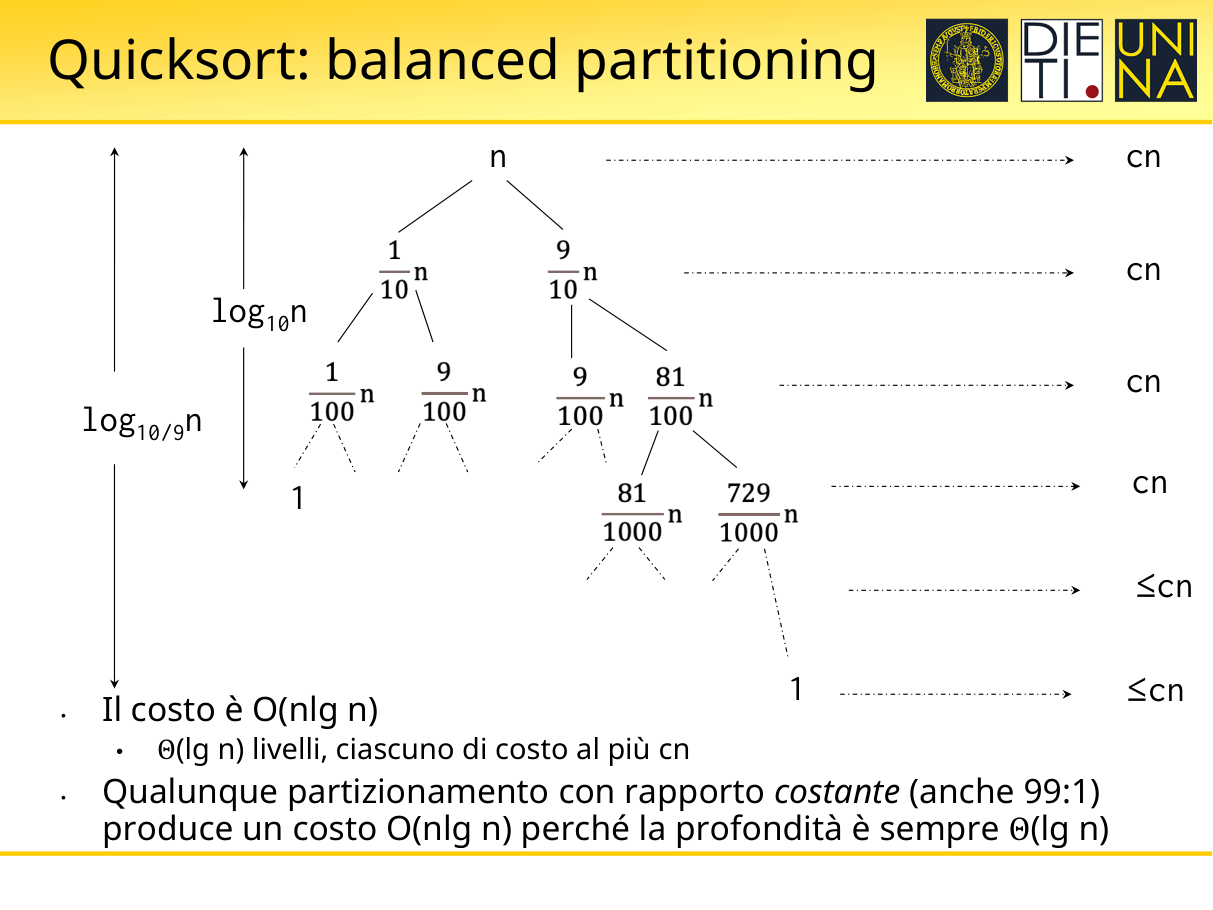 Quicksort: balanced partitioning
DIE
TI.
UNI
NA
n
cn
1/10 n
9/10 n
cn
log₁₀n
1/100 n
9/100 n
9/100 n
81/100 n
cn
log₁₀/₉n
1
81/1000 n
729/1000 n
cn
≤cn
1
≤cn
• Il costo è O(nlg n)
• Θ(lg n) livelli, ciascuno di costo al più cn
• Qualunque partizionamento con rapporto costante (anche 99:1)
produce un costo O(nlg n) perché la profondità è sempre Θ(lg n)